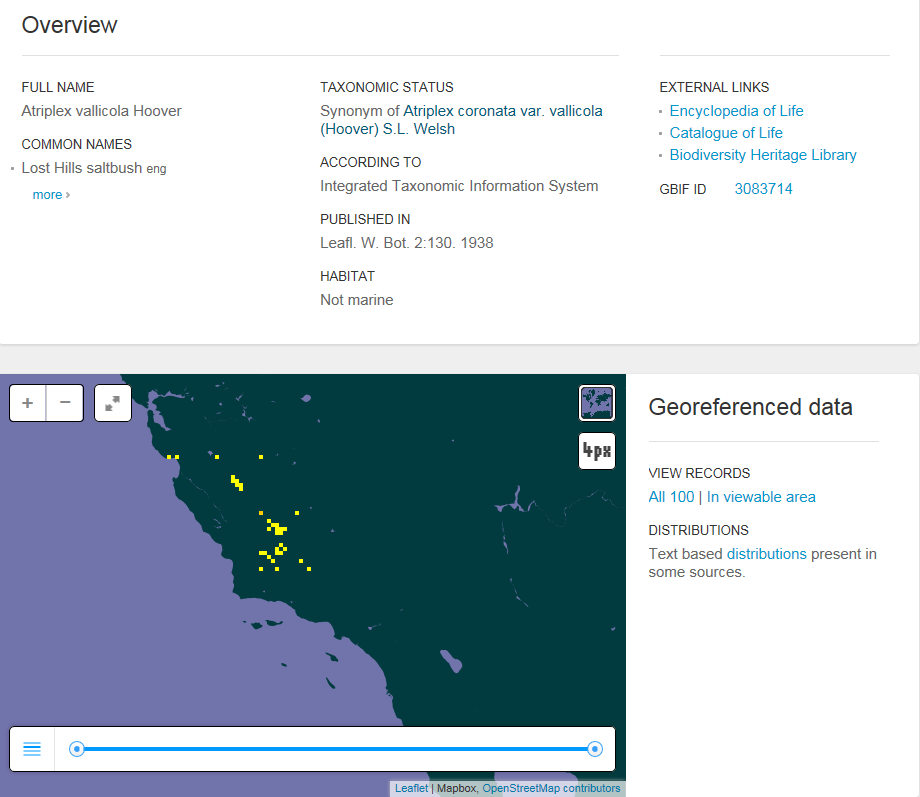 Overview
FULL NAME
Atriplex vallicola Hoover
COMMON NAMES
Lost Hills saltbush eng
more ›
TAXONOMIC STATUS
Synonym of Atriplex coronata var. vallicola
(Hoover) S.L. Welsh
ACCORDING TO
Integrated Taxonomic Information System
PUBLISHED IN
Leafl. W. Bot. 2:130. 1938
HABITAT
Not marine
EXTERNAL LINKS
Encyclopedia of Life
Catalogue of Life
Biodiversity Heritage Library
GBIF ID 3083714
+ −
4px
Leaflet | Mapbox, OpenStreetMap contributors
Georeferenced data
VIEW RECORDS
All 100 | In viewable area
DISTRIBUTIONS
Text based distributions present in
some sources.